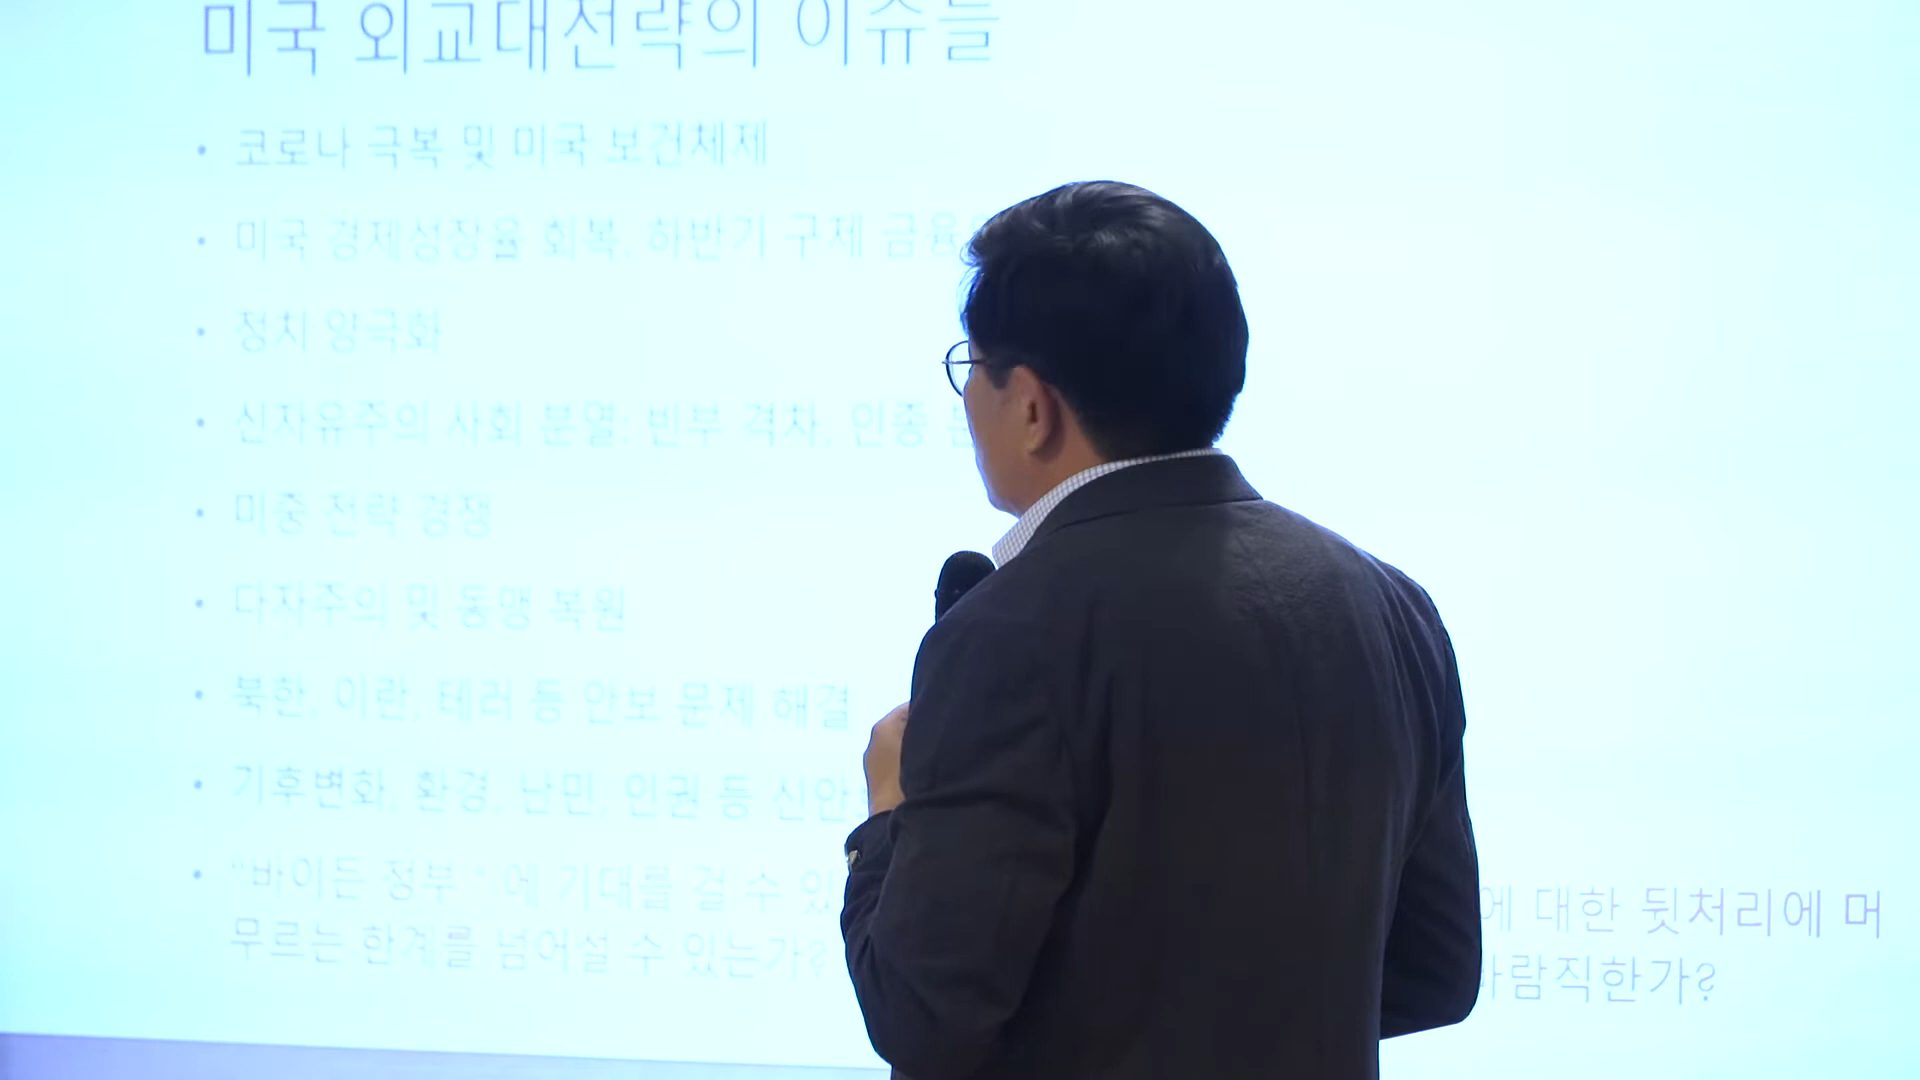 미국 외교대전략의 이슈들
• 코로나 극복 및 미국 보건체제
• 미국 경제성장율 회복. 하반기 구제 금융
• 정치 양극화
• 신자유주의 사회 분열: 빈부 격차, 인종
• 미중 전략 경쟁
• 다자주의 및 동맹 복원
• 북한, 이란, 테러 등 안보 문제 해결
• 기후변화, 환경, 난민, 인권 등 신안
• “바이든 정부”에 기대를 걸 수 있 에 대한 뒷처리에 머
무르는 한계를 넘어설 수 있는가? 람직한가?